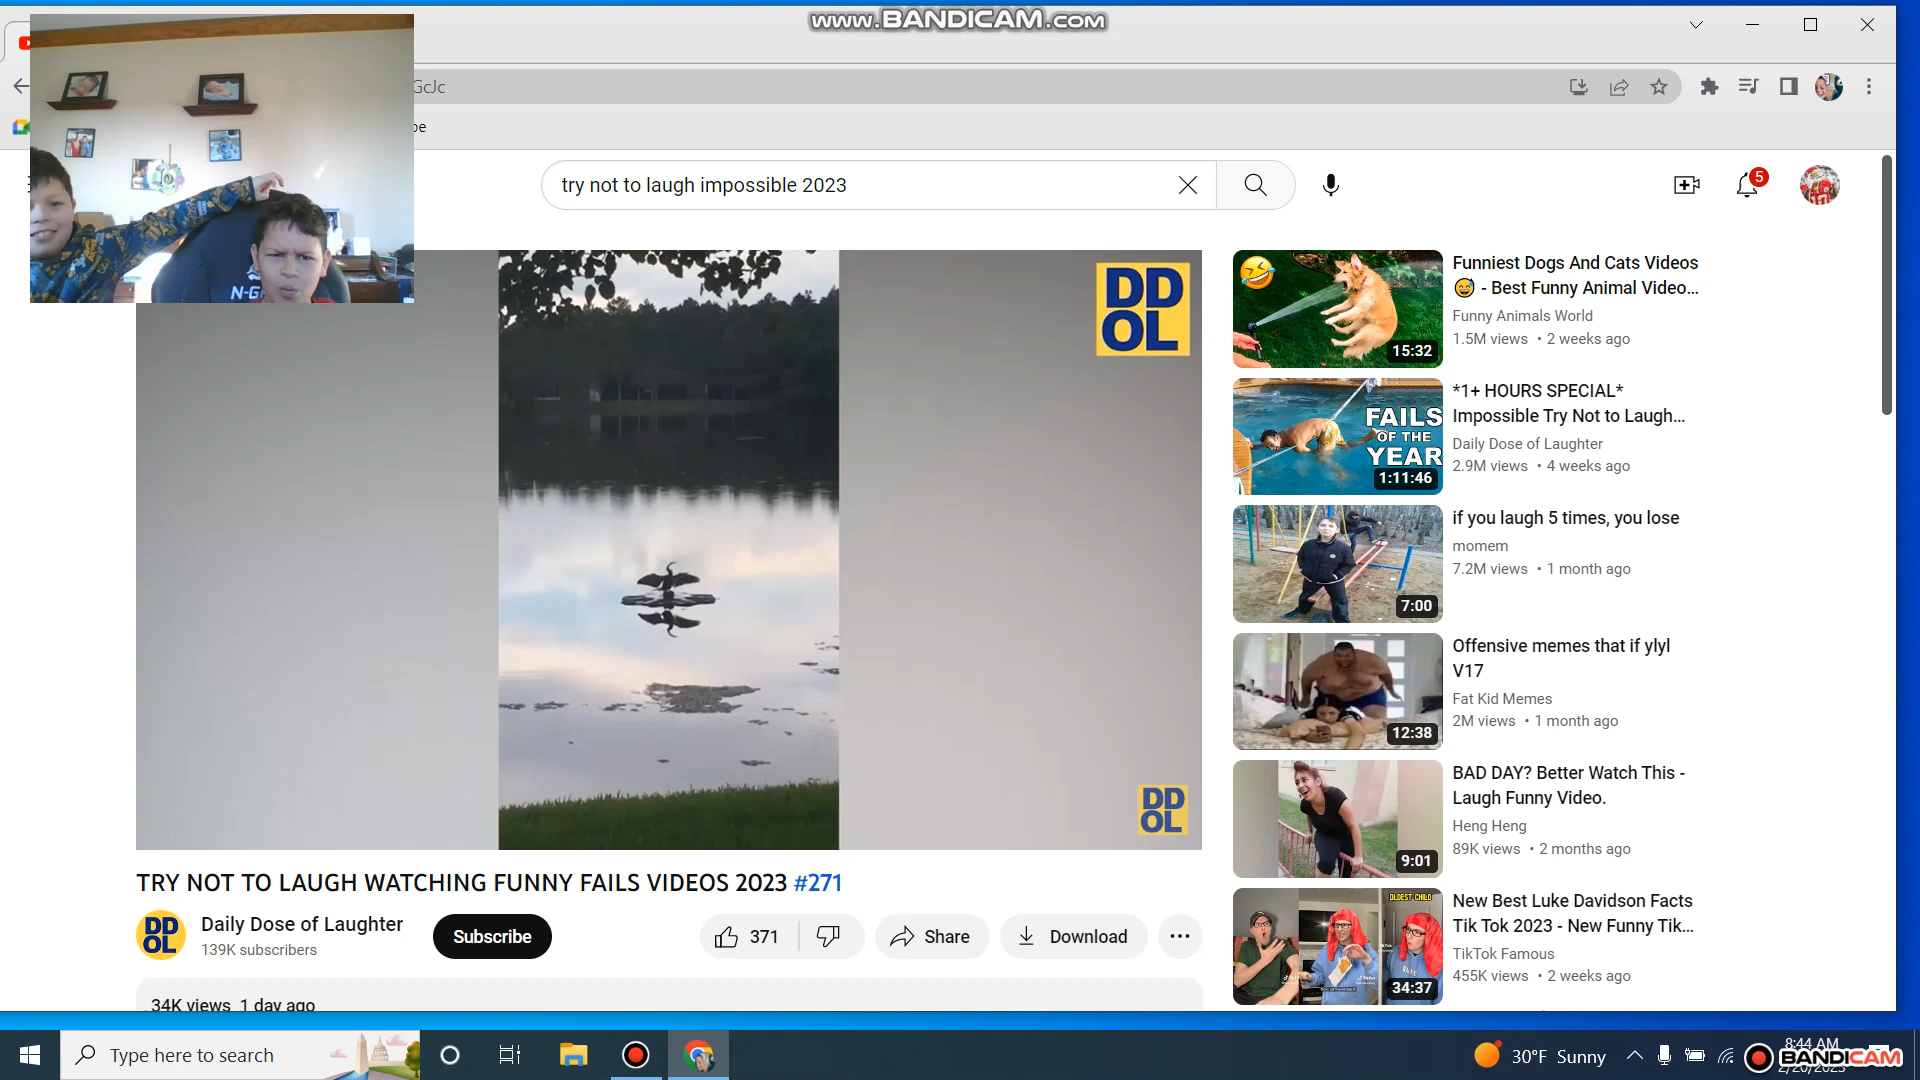 www.BANDICAM.com
GcJc
be
try not to laugh impossible 2023
5
N-G
DD
OL
DD
OL
Funniest Dogs And Cats Videos
😅 - Best Funny Animal Video...
Funny Animals World
1.5M views • 2 weeks ago
15:32
*1+ HOURS SPECIAL*
Impossible Try Not to Laugh...
Daily Dose of Laughter
2.9M views • 4 weeks ago
FAILS
OF THE
YEAR
1:11:46
if you laugh 5 times, you lose
momem
7.2M views • 1 month ago
7:00
Offensive memes that if ylyl
V17
Fat Kid Memes
2M views • 1 month ago
12:38
BAD DAY? Better Watch This -
Laugh Funny Video.
Heng Heng
89K views • 2 months ago
9:01
OLDEST CHILD
New Best Luke Davidson Facts
Tik Tok 2023 - New Funny Tik...
TikTok Famous
455K views • 2 weeks ago
34:37
TRY NOT TO LAUGH WATCHING FUNNY FAILS VIDEOS 2023 #271
DD
OL
Daily Dose of Laughter
139K subscribers
Subscribe
371
Share
Download
34K views 1 day ago
Type here to search
30°F Sunny
8:44 AM
BANDICAM